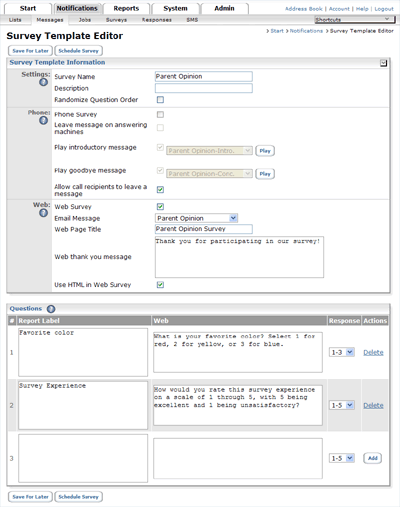 Start Notifications Reports System Admin
Address Book | Account | Help | Logout
Lists Messages Jobs Surveys Responses SMS
Shortcuts
Survey Template Editor
Start Notifications Survey Template Editor
Save For Later Schedule Survey
Survey Template Information
Settings:
Survey Name Parent Opinion
Description
Randomize Question Order
Phone:
Phone Survey
Leave message on answering
machines
Play introductory message Parent Opinion-Intro. Play
Play goodbye message Parent Opinion-Conc. Play
Allow call recipients to leave a
message
Web:
Web Survey
Email Message Parent Opinion
Web Page Title Parent Opinion Survey
Web thank you message
Thank you for participating in our survey!
Use HTML in Web Survey
Questions
# Report Label Web Response Actions
1
Favorite color
What is your favorite color? Select 1 for
red, 2 for yellow, or 3 for blue.
1-3 Delete
2
Survey Experience
How would you rate this survey experience
on a scale of 1 through 5, with 5 being
excellent and 1 being unsatisfactory?
1-5 Delete
3 1-5 Add
Save For Later Schedule Survey